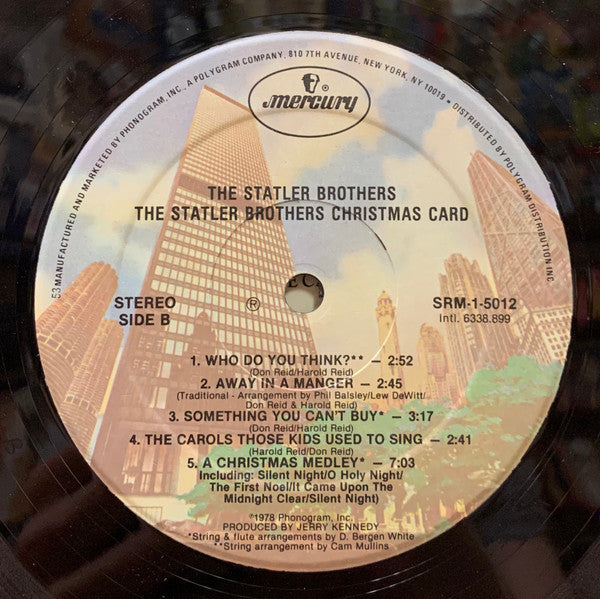 53 MANUFACTURED AND MARKETED BY PHONOGRAM, INC., A POLYGRAM COMPANY, 810 7TH AVENUE, NEW YORK, NY 10019 • DISTRIBUTED BY POLYGRAM DISTRIBUTION INC
®
mercury
THE STATLER BROTHERS
THE STATLER BROTHERS CHRISTMAS CARD
STEREO
SIDE B
℗
SRM-1-5012
Intl. 6338.899
1. WHO DO YOU THINK?** — 2:52
(Don Reid/Harold Reid)
2. AWAY IN A MANGER — 2:45
(Traditional - Arrangement by Phil Balsley/Lew DeWitt/
Don Reid & Harold Reid)
3. SOMETHING YOU CAN'T BUY* — 3:17
(Don Reid/Harold Reid)
4. THE CAROLS THOSE KIDS USED TO SING — 2:41
(Harold Reid/Don Reid)
5. A CHRISTMAS MEDLEY* — 7:03
Including: Silent Night/O Holy Night/
The First Noel/It Came Upon The
Midnight Clear/Silent Night)
℗1978 Phonogram, Inc.
PRODUCED BY JERRY KENNEDY
*String & flute arrangements by D. Bergen White
**String arrangement by Cam Mullins